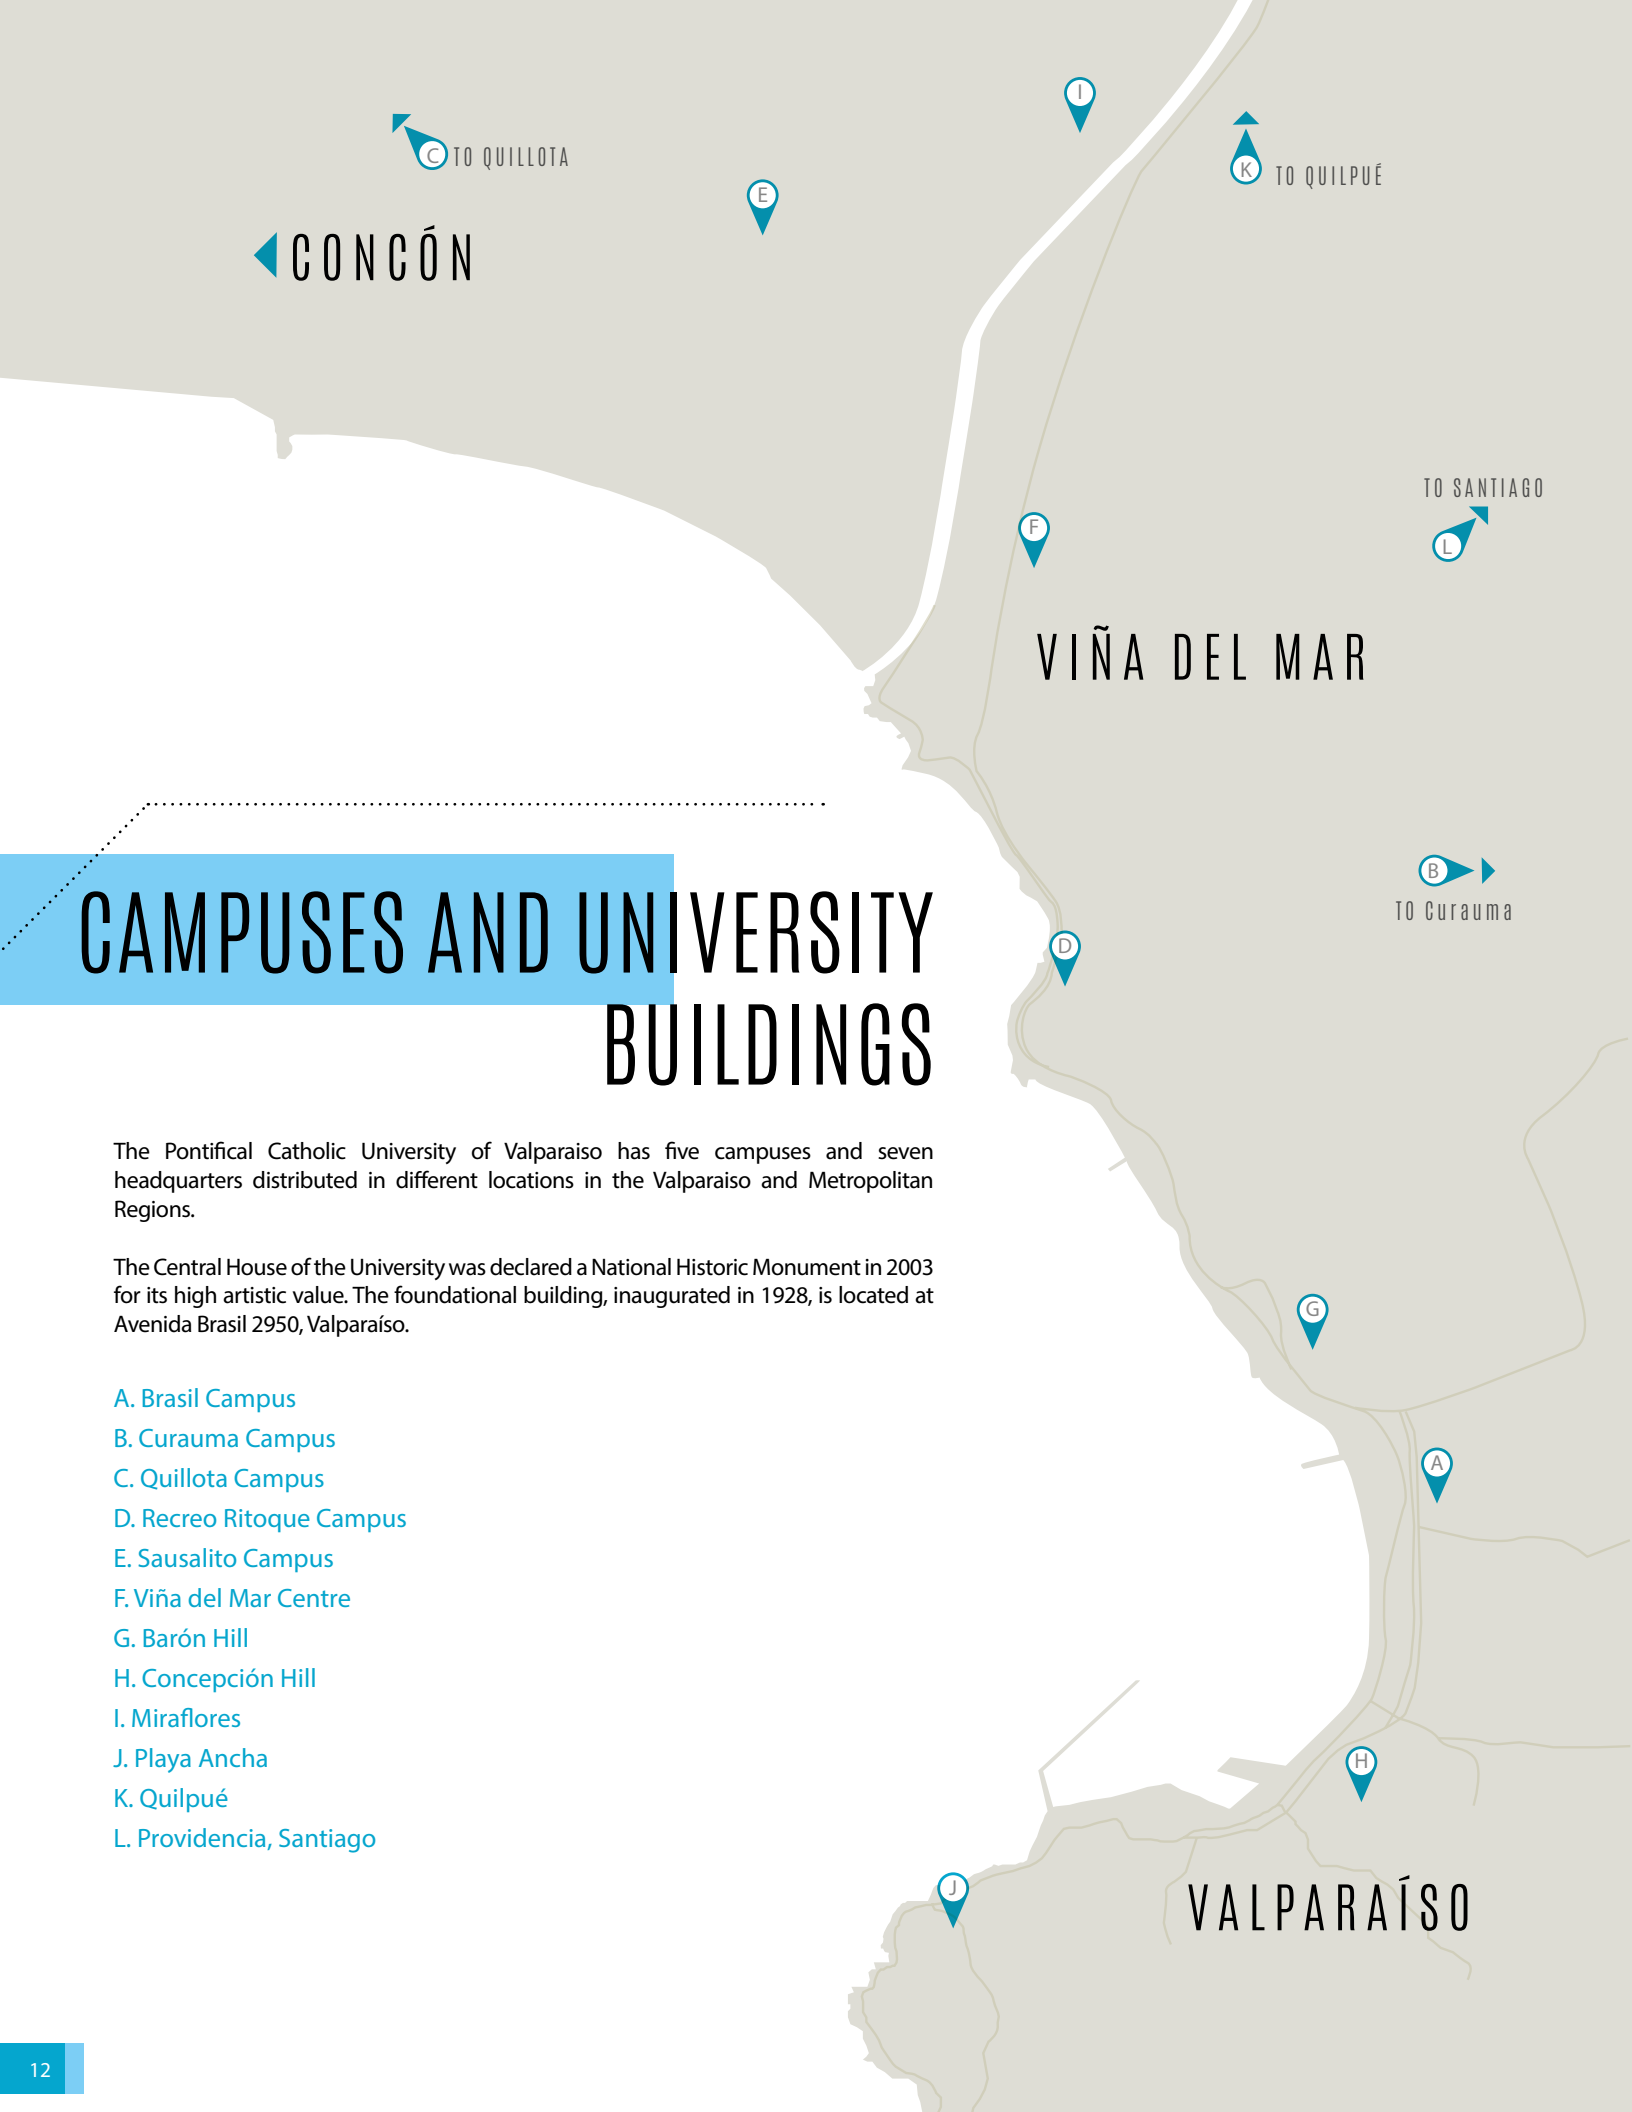 I
C TO QUILLOTA
K TO QUILPUÉ
E
CONCÓN
TO SANTIAGO
L
F
VIÑA DEL MAR
B
TO Curauma
D
CAMPUSES AND UNIVERSITY
BUILDINGS
The Pontifical Catholic University of Valparaiso has five campuses and seven
headquarters distributed in different locations in the Valparaiso and Metropolitan
Regions.
The Central House of the University was declared a National Historic Monument in 2003
for its high artistic value. The foundational building, inaugurated in 1928, is located at
Avenida Brasil 2950, Valparaíso.
A. Brasil Campus
B. Curauma Campus
C. Quillota Campus
D. Recreo Ritoque Campus
E. Sausalito Campus
F. Viña del Mar Centre
G. Barón Hill
H. Concepción Hill
I. Miraflores
J. Playa Ancha
K. Quilpué
L. Providencia, Santiago
G
A
H
J
VALPARAÍSO
12